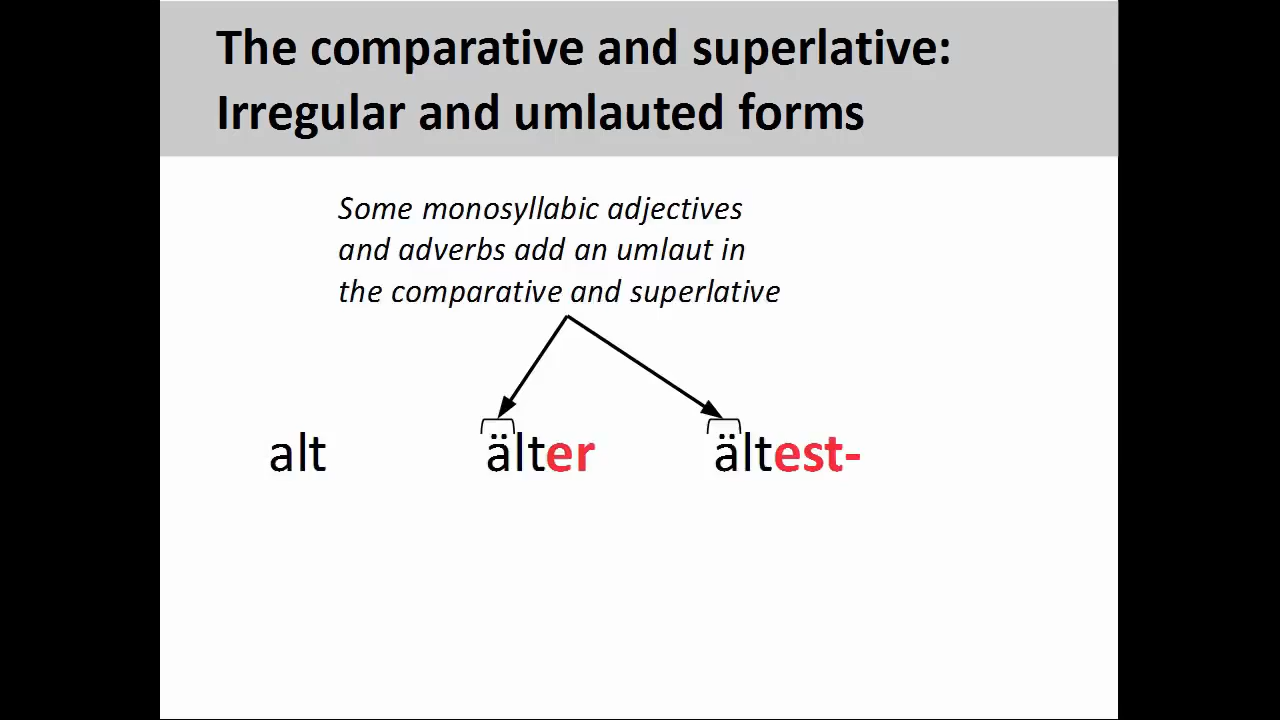 The comparative and superlative:
Irregular and umlauted forms
Some monosyllabic adjectives
and adverbs add an umlaut in
the comparative and superlative
alt älter ältest-